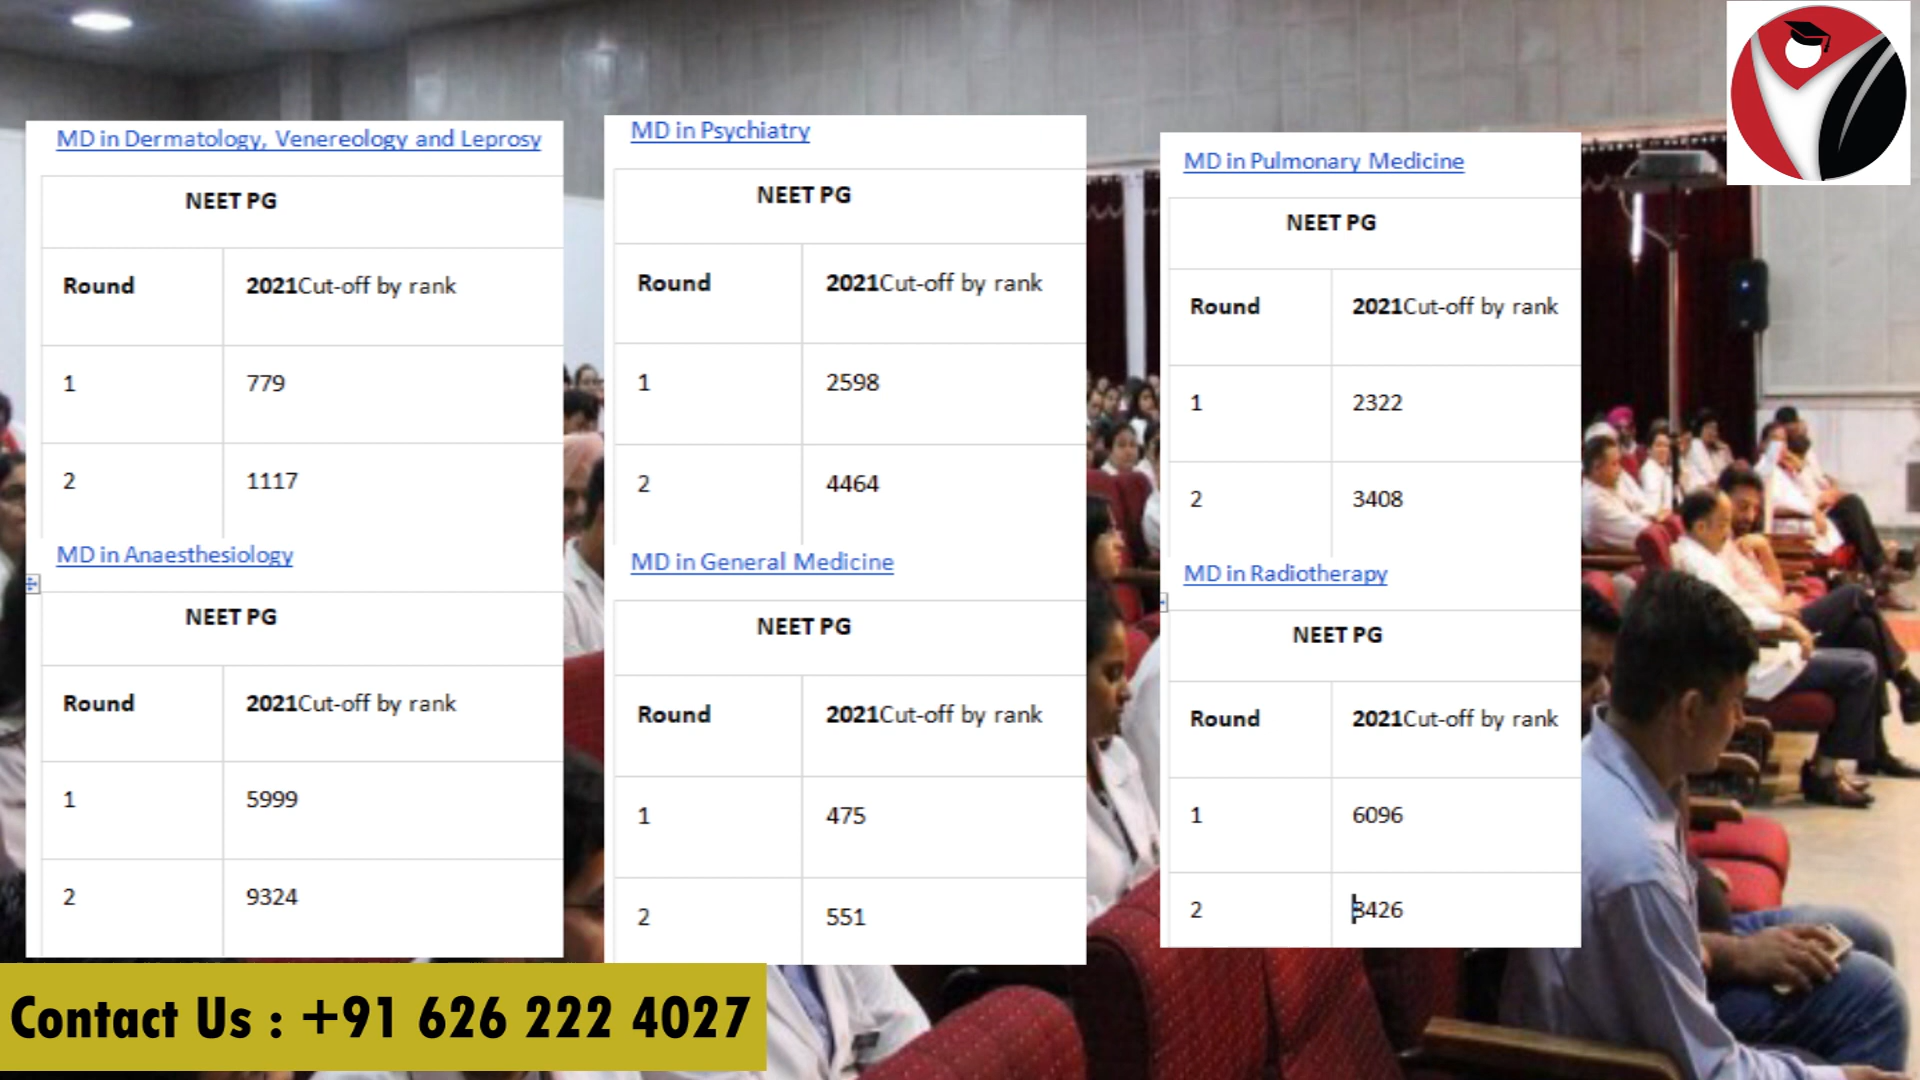 MD in Dermatology, Venereology and Leprosy
NEET PG
Round 2021Cut-off by rank
1 779
2 1117
MD in Anaesthesiology
NEET PG
Round 2021Cut-off by rank
1 5999
2 9324
MD in Psychiatry
NEET PG
Round 2021Cut-off by rank
1 2598
2 4464
MD in General Medicine
NEET PG
Round 2021Cut-off by rank
1 475
2 551
MD in Pulmonary Medicine
NEET PG
Round 2021Cut-off by rank
1 2322
2 3408
MD in Radiotherapy
NEET PG
Round 2021Cut-off by rank
1 6096
2
Contact Us : +91 626 222 4027